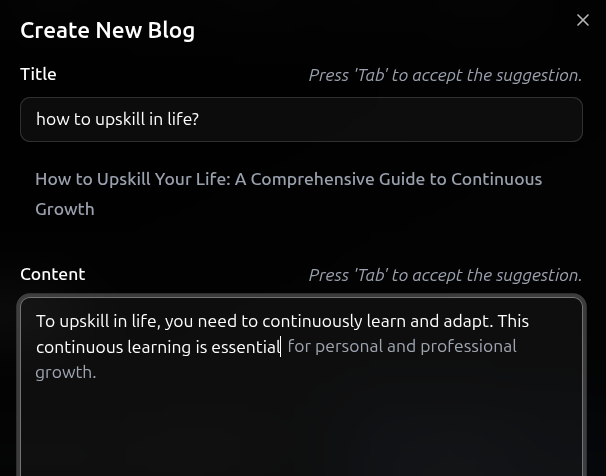 Create New Blog
Title
Press 'Tab' to accept the suggestion.
how to upskill in life?
How to Upskill Your Life: A Comprehensive Guide to Continuous
Growth
Content
Press 'Tab' to accept the suggestion.
To upskill in life, you need to continuously learn and adapt. This
continuous learning is essential for personal and professional
growth.